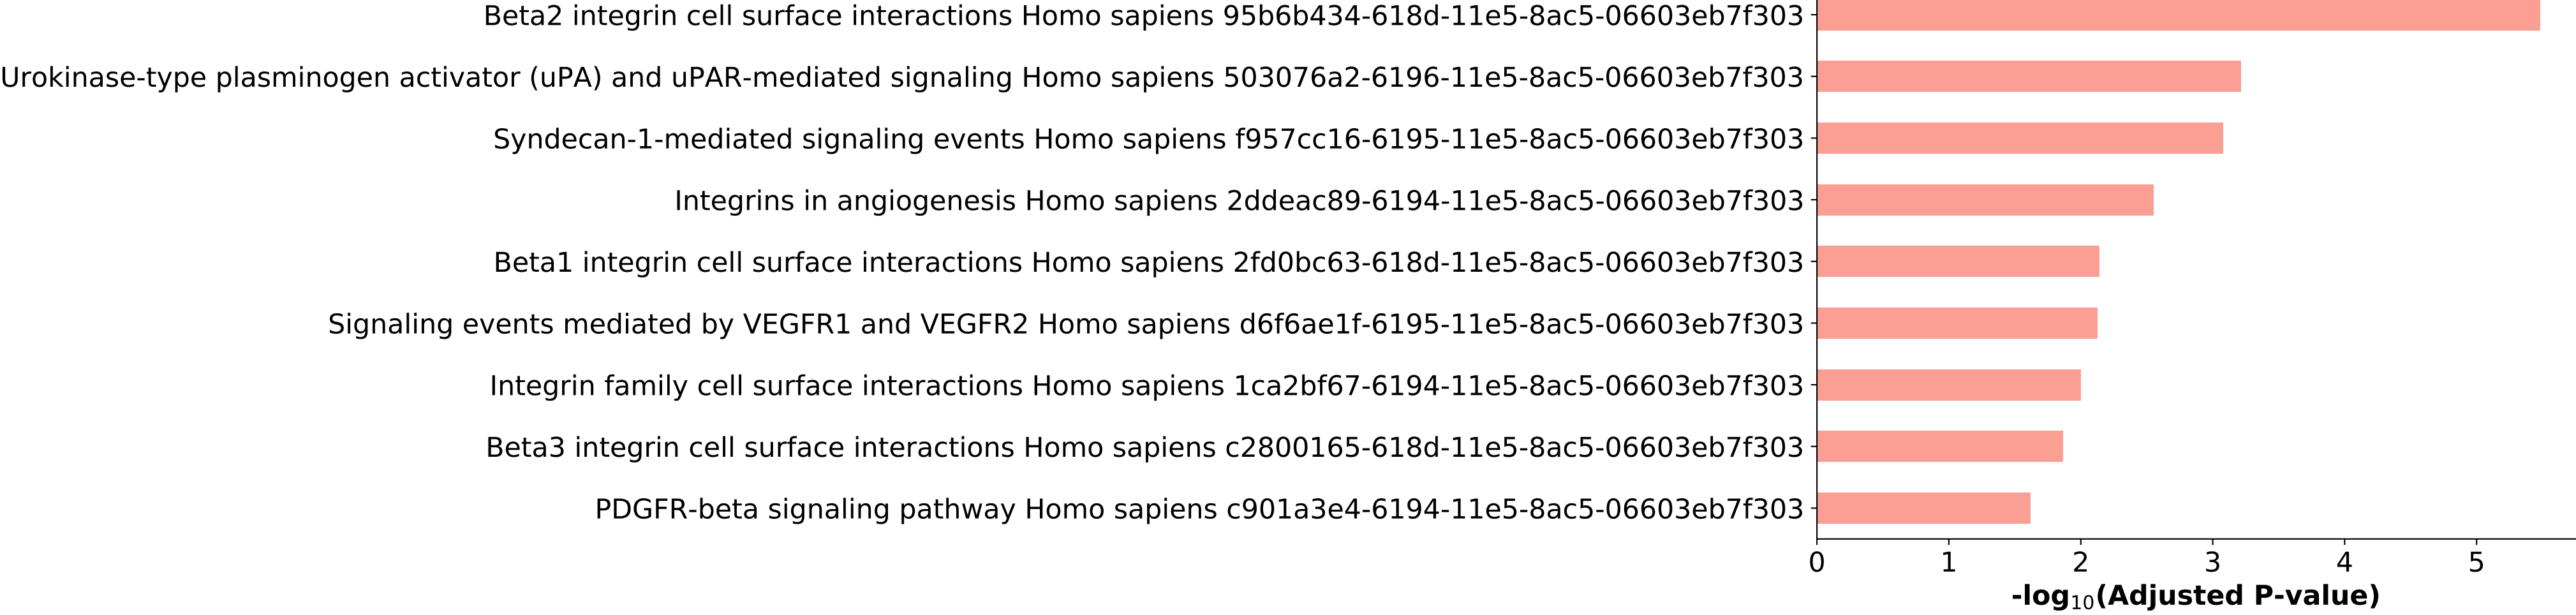 Beta2 integrin cell surface interactions Homo sapiens 95b6b434-618d-11e5-8ac5-06603eb7f303
Urokinase-type plasminogen activator (uPA) and uPAR-mediated signaling Homo sapiens 503076a2-6196-11e5-8ac5-06603eb7f303
Syndecan-1-mediated signaling events Homo sapiens f957cc16-6195-11e5-8ac5-06603eb7f303
Integrins in angiogenesis Homo sapiens 2ddeac89-6194-11e5-8ac5-06603eb7f303
Beta1 integrin cell surface interactions Homo sapiens 2fd0bc63-618d-11e5-8ac5-06603eb7f303
Signaling events mediated by VEGFR1 and VEGFR2 Homo sapiens d6f6ae1f-6195-11e5-8ac5-06603eb7f303
Integrin family cell surface interactions Homo sapiens 1ca2bf67-6194-11e5-8ac5-06603eb7f303
Beta3 integrin cell surface interactions Homo sapiens c2800165-618d-11e5-8ac5-06603eb7f303
PDGFR-beta signaling pathway Homo sapiens c901a3e4-6194-11e5-8ac5-06603eb7f303
0 1 2 3 4 5
-log₁₀(Adjusted P-value)